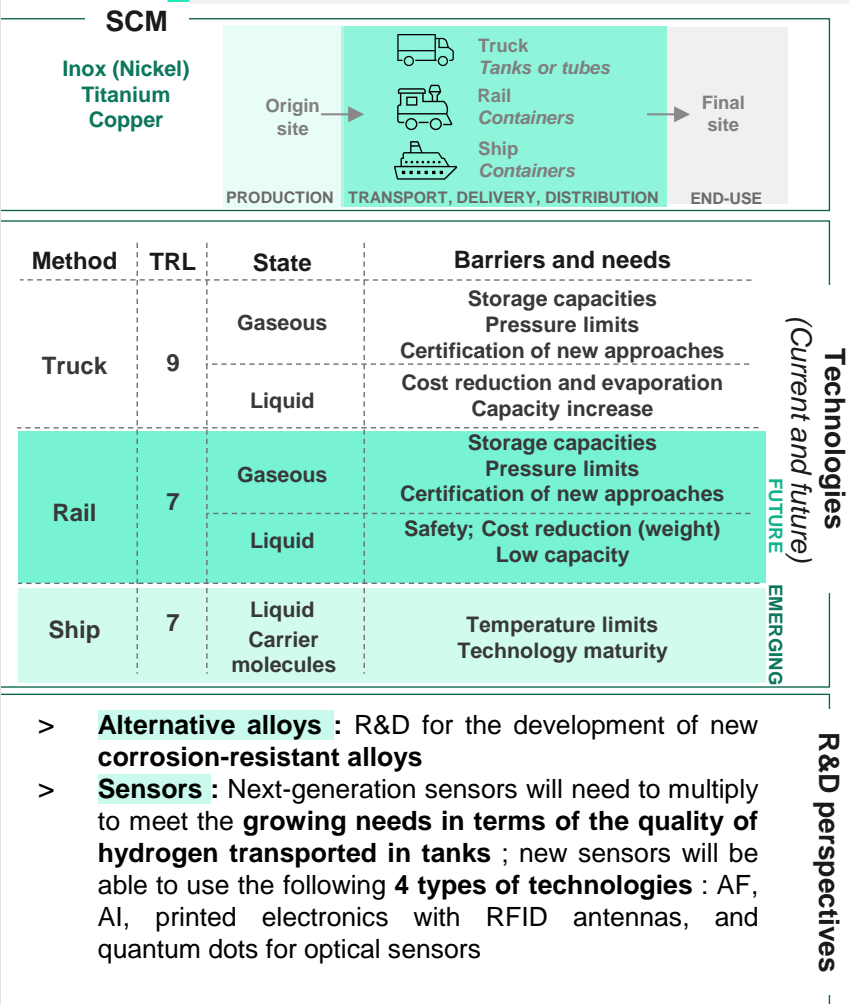 SCM
Inox (Nickel)
Titanium
Copper
Origin
site
Truck
Tanks or tubes
Rail
Containers
Ship
Containers
Final
site
PRODUCTION
TRANSPORT, DELIVERY, DISTRIBUTION
END-USE
Technologies
(Current and future)
Method TRL State Barriers and needs
Truck
9
Gaseous
Storage capacities
Pressure limits
Certification of new approaches
Liquid
Cost reduction and evaporation
Capacity increase
FUTURE
Rail
7
Gaseous
Storage capacities
Pressure limits
Certification of new approaches
Liquid
Safety; Cost reduction (weight)
Low capacity
EMERGING
Ship
7
Liquid
Carrier
molecules
Temperature limits
Technology maturity
R&D perspectives
> Alternative alloys : R&D for the development of new
corrosion-resistant alloys
> Sensors : Next-generation sensors will need to multiply
to meet the growing needs in terms of the quality of
hydrogen transported in tanks ; new sensors will be
able to use the following 4 types of technologies : AF,
AI, printed electronics with RFID antennas, and
quantum dots for optical sensors